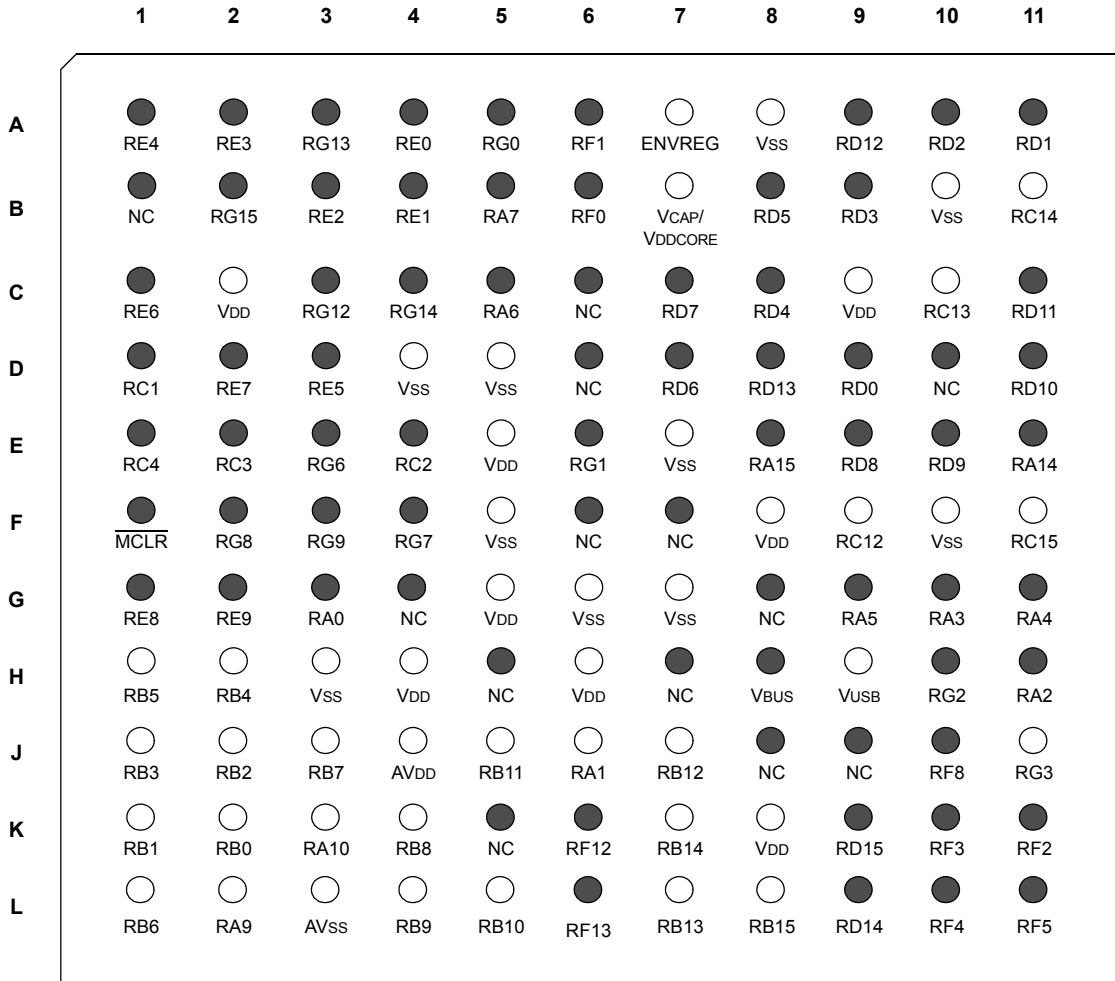 1 2 3 4 5 6 7 8 9 10 11
A
RE4 RE3 RG13 RE0 RG0 RF1 ENVREG VSS RD12 RD2 RD1
B
NC RG15 RE2 RE1 RA7 RF0 VCAP/ RD5 RD3 VSS RC14
VDDCORE
C
RE6 VDD RG12 RG14 RA6 NC RD7 RD4 VDD RC13 RD11
D
RC1 RE7 RE5 VSS VSS NC RD6 RD13 RD0 NC RD10
E
RC4 RC3 RG6 RC2 VDD RG1 VSS RA15 RD8 RD9 RA14
F
MCLR RG8 RG9 RG7 VSS NC NC VDD RC12 VSS RC15
G
RE8 RE9 RA0 NC VDD VSS VSS NC RA5 RA3 RA4
H
RB5 RB4 VSS VDD NC VDD NC VBUS VUSB RG2 RA2
J
RB3 RB2 RB7 AVDD RB11 RA1 RB12 NC NC RF8 RG3
K
RB1 RB0 RA10 RB8 NC RF12 RB14 VDD RD15 RF3 RF2
L
RB6 RA9 AVSS RB9 RB10 RF13 RB13 RB15 RD14 RF4 RF5